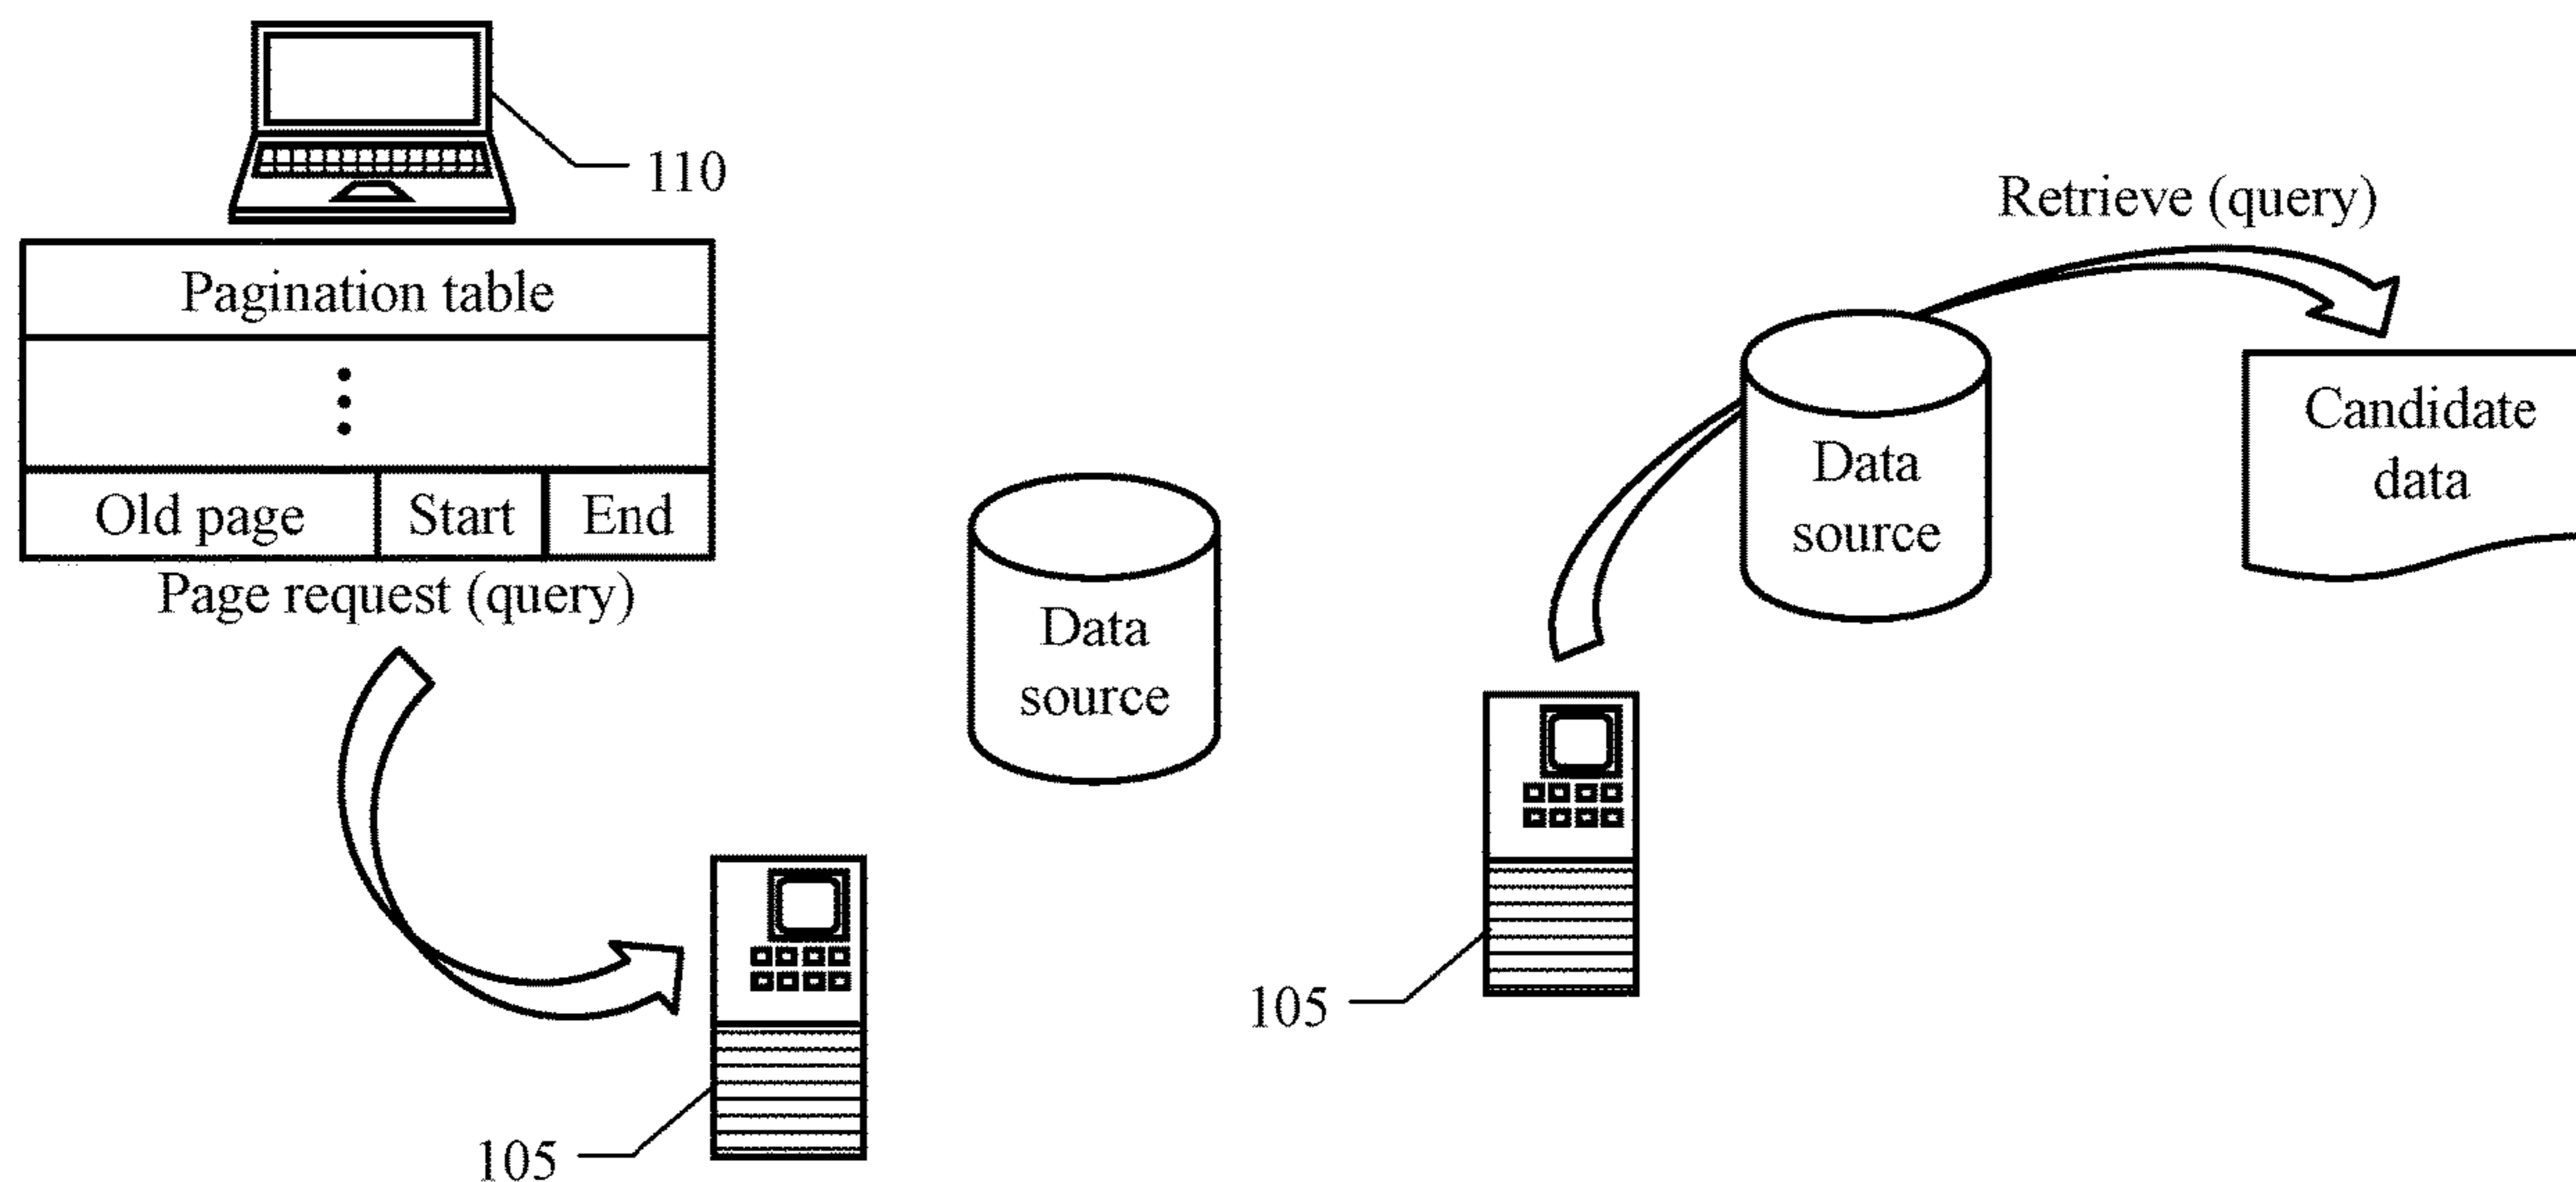 110
Pagination table
Old page Start End
Page request (query)
105
Data
source
105
Data
source
Retrieve (query)
Candidate
data